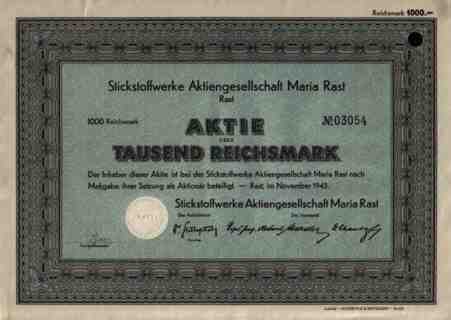 Reichsmark 1000.—
Stickstoffwerke Aktiengesellschaft Maria Rast
Rast
1000 Reichsmark
№03054
AKTIE
ÜBER
TAUSEND REICHSMARK
Der Inhaber dieser Aktie ist bei der Stickstoffwerke Aktiengesellschaft Maria Rast nach
Maßgabe ihrer Satzung als Aktionär beteiligt. — Rast, im November 1943.
Stickstoffwerke Aktiengesellschaft Maria Rast
Der Aufsichtsrat
Der Vorstand